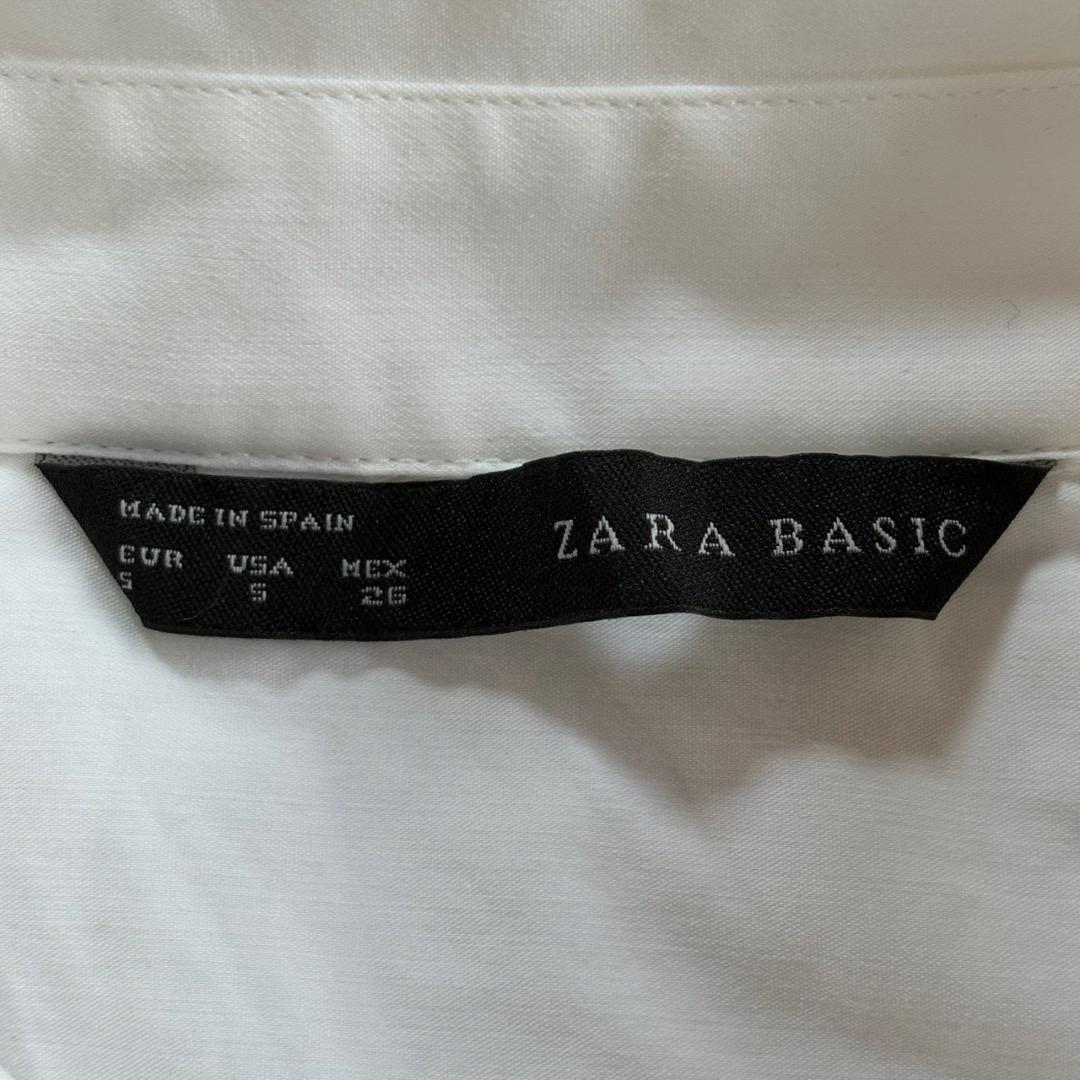 MADE IN SPAIN
EUR USA MEX
S S 26
ZARA BASIC